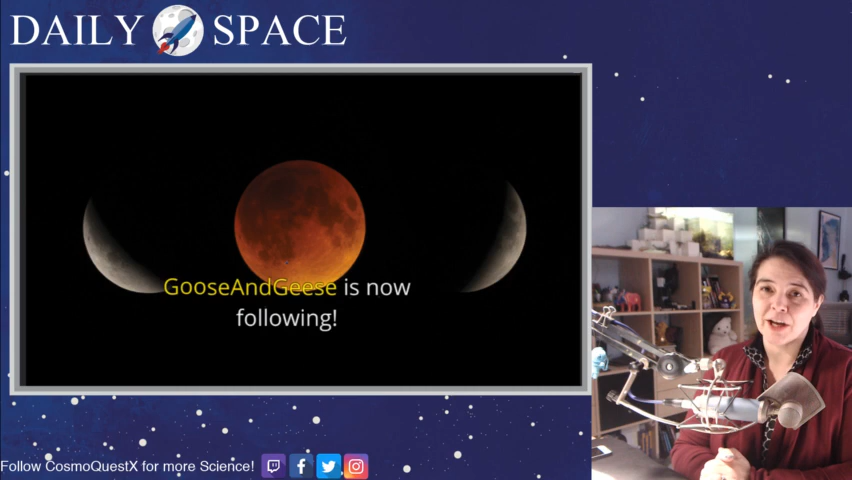 DAILY SPACE
GooseAndGeese is now
following!
Follow CosmoQuestX for more Science!